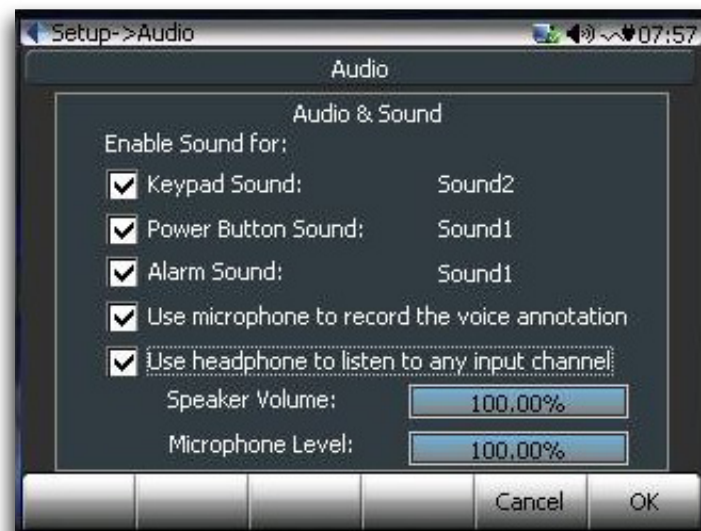 Setup->Audio 07:57
Audio
Audio & Sound
Enable Sound for:
Keypad Sound: Sound2
Power Button Sound: Sound1
Alarm Sound: Sound1
Use microphone to record the voice annotation
Use headphone to listen to any input channel
Speaker Volume: 100.00%
Microphone Level: 100.00%
Cancel OK